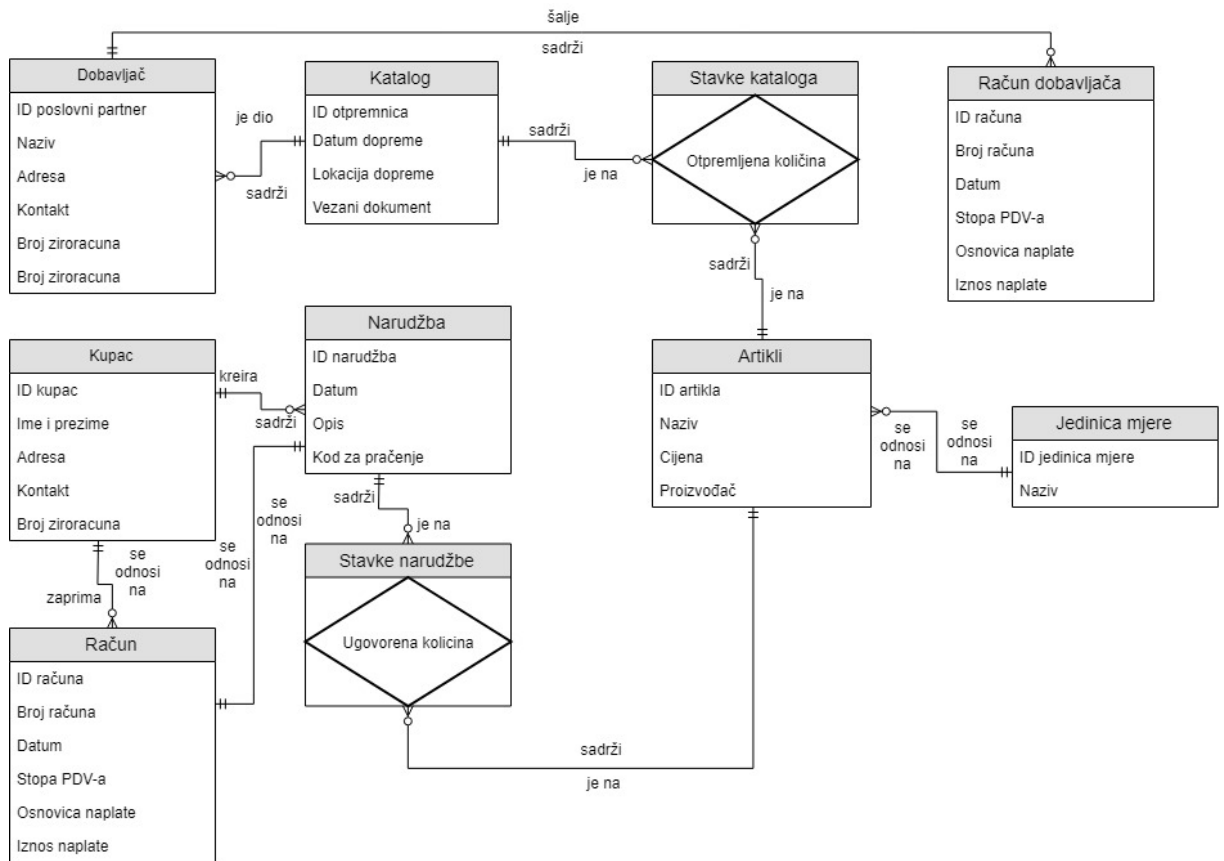 šalje
sadrži
Dobavljač
ID poslovni partner
Naziv
Adresa
Kontakt
Broj ziroracuna
Broj ziroracuna
je dio
sadrži
Katalog
ID otpremnica
Datum dopreme
Lokacija dopreme
Vezani dokument
sadrži
je na
Stavke kataloga
Otpremljena količina
sadrži
je na
Račun dobavljača
ID računa
Broj računa
Datum
Stopa PDV-a
Osnovica naplate
Iznos naplate
Kupac
ID kupac
Ime i prezime
Adresa
Kontakt
Broj ziroracuna
kreira
sadrži
Narudžba
ID narudžba
Datum
Opis
Kod za pračenje
sadrži
je na
se
odnosi
na
se
odnosi
na
se
odnosi
na
zaprima
Artikli
ID artikla
Naziv
Cijena
Proizvođač
se
odnosi
na
se
odnosi
na
Jedinica mjere
ID jedinica mjere
Naziv
Stavke narudžbe
Ugovorena kolicina
sadrži
je na
Račun
ID računa
Broj računa
Datum
Stopa PDV-a
Osnovica naplate
Iznos naplate